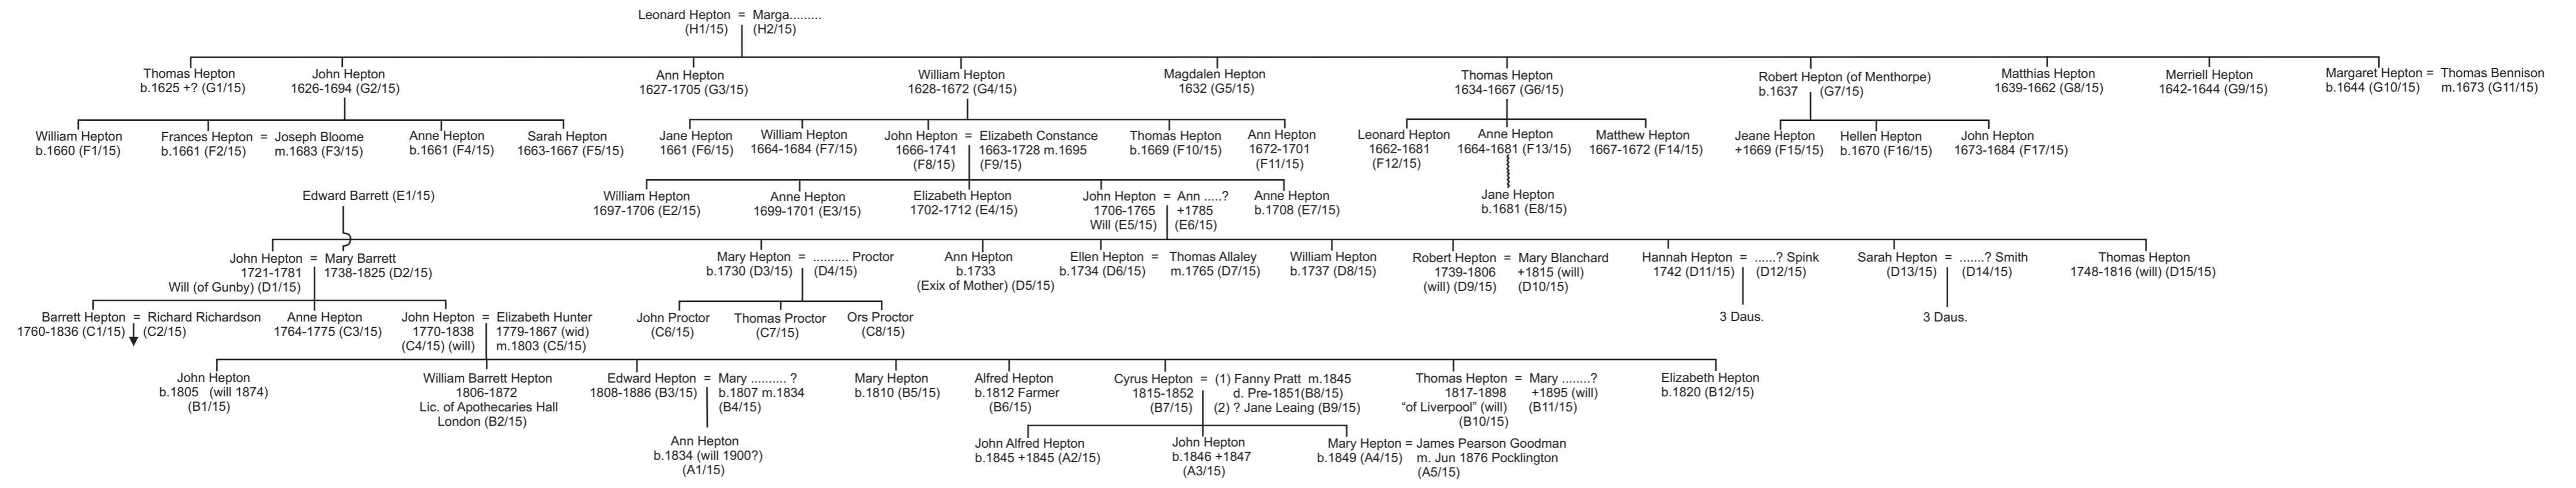 Leonard Hepton = Marga.........
(H1/15) (H2/15)
Thomas Hepton
b.1625 +? (G1/15)
John Hepton
1626-1694 (G2/15)
Ann Hepton
1627-1705 (G3/15)
William Hepton
1628-1672 (G4/15)
Magdalen Hepton
1632 (G5/15)
Thomas Hepton
1634-1667 (G6/15)
Robert Hepton (of Menthorpe)
b.1637 (G7/15)
Matthias Hepton
1639-1662 (G8/15)
Merriell Hepton
1642-1644 (G9/15)
Margaret Hepton = Thomas Bennison
b.1644 (G10/15) m.1673 (G11/15)
William Hepton
b.1660 (F1/15)
Frances Hepton = Joseph Bloome
b.1661 (F2/15) m.1683 (F3/15)
Anne Hepton
b.1661 (F4/15)
Sarah Hepton
1663-1667 (F5/15)
Jane Hepton
1661 (F6/15)
William Hepton
1664-1684 (F7/15)
John Hepton = Elizabeth Constance
1666-1741 1663-1728 m.1695
(F8/15) (F9/15)
Thomas Hepton
b.1669 (F10/15)
Ann Hepton
1672-1701
(F11/15)
Leonard Hepton
1662-1681
(F12/15)
Anne Hepton
1664-1681 (F13/15)
Matthew Hepton
1667-1672 (F14/15)
Jeane Hepton
+1669 (F15/15)
Hellen Hepton
b.1670 (F16/15)
John Hepton
1673-1684 (F17/15)
Edward Barrett (E1/15)
William Hepton
1697-1706 (E2/15)
Anne Hepton
1699-1701 (E3/15)
Elizabeth Hepton
1702-1712 (E4/15)
John Hepton = Ann .....?
1706-1765 +1785
Will (E5/15) (E6/15)
Anne Hepton
b.1708 (E7/15)
Jane Hepton
b.1681 (E8/15)
John Hepton = Mary Barrett
1721-1781 1738-1825 (D2/15)
Will (of Gunby) (D1/15)
Mary Hepton = .......... Proctor
b.1730 (D3/15) (D4/15)
Ann Hepton
b.1733
(Exix of Mother) (D5/15)
Ellen Hepton = Thomas Allaley
b.1734 (D6/15) m.1765 (D7/15)
William Hepton
b.1737 (D8/15)
Robert Hepton = Mary Blanchard
1739-1806 +1815 (will)
(will) (D9/15) (D10/15)
Hannah Hepton = ......? Spink
1742 (D11/15) (D12/15)
Sarah Hepton = .......? Smith
(D13/15) (D14/15)
Thomas Hepton
1748-1816 (will) (D15/15)
Barrett Hepton = Richard Richardson
1760-1836 (C1/15) (C2/15)
Anne Hepton
1764-1775 (C3/15)
John Hepton = Elizabeth Hunter
1770-1838 1779-1867 (wid)
(C4/15) (will) m.1803 (C5/15)
John Proctor
(C6/15)
Thomas Proctor
(C7/15)
Ors Proctor
(C8/15)
3 Daus.
3 Daus.
John Hepton
b.1805 (will 1874)
(B1/15)
William Barrett Hepton
1806-1872
Lic. of Apothecaries Hall
London (B2/15)
Edward Hepton = Mary .......... ?
1808-1886 (B3/15) b.1807 m.1834
(B4/15)
Mary Hepton
b.1810 (B5/15)
Alfred Hepton
b.1812 Farmer
(B6/15)
Cyrus Hepton = (1) Fanny Pratt m.1845
1815-1852 d. Pre-1851(B8/15)
(B7/15) (2) ? Jane Leaing (B9/15)
Thomas Hepton = Mary ........?
1817-1898 +1895 (will)
“of Liverpool” (will) (B11/15)
(B10/15)
Elizabeth Hepton
b.1820 (B12/15)
Ann Hepton
b.1834 (will 1900?)
(A1/15)
John Alfred Hepton
b.1845 +1845 (A2/15)
John Hepton
b.1846 +1847
(A3/15)
Mary Hepton = James Pearson Goodman
b.1849 (A4/15) m. Jun 1876 Pocklington
(A5/15)